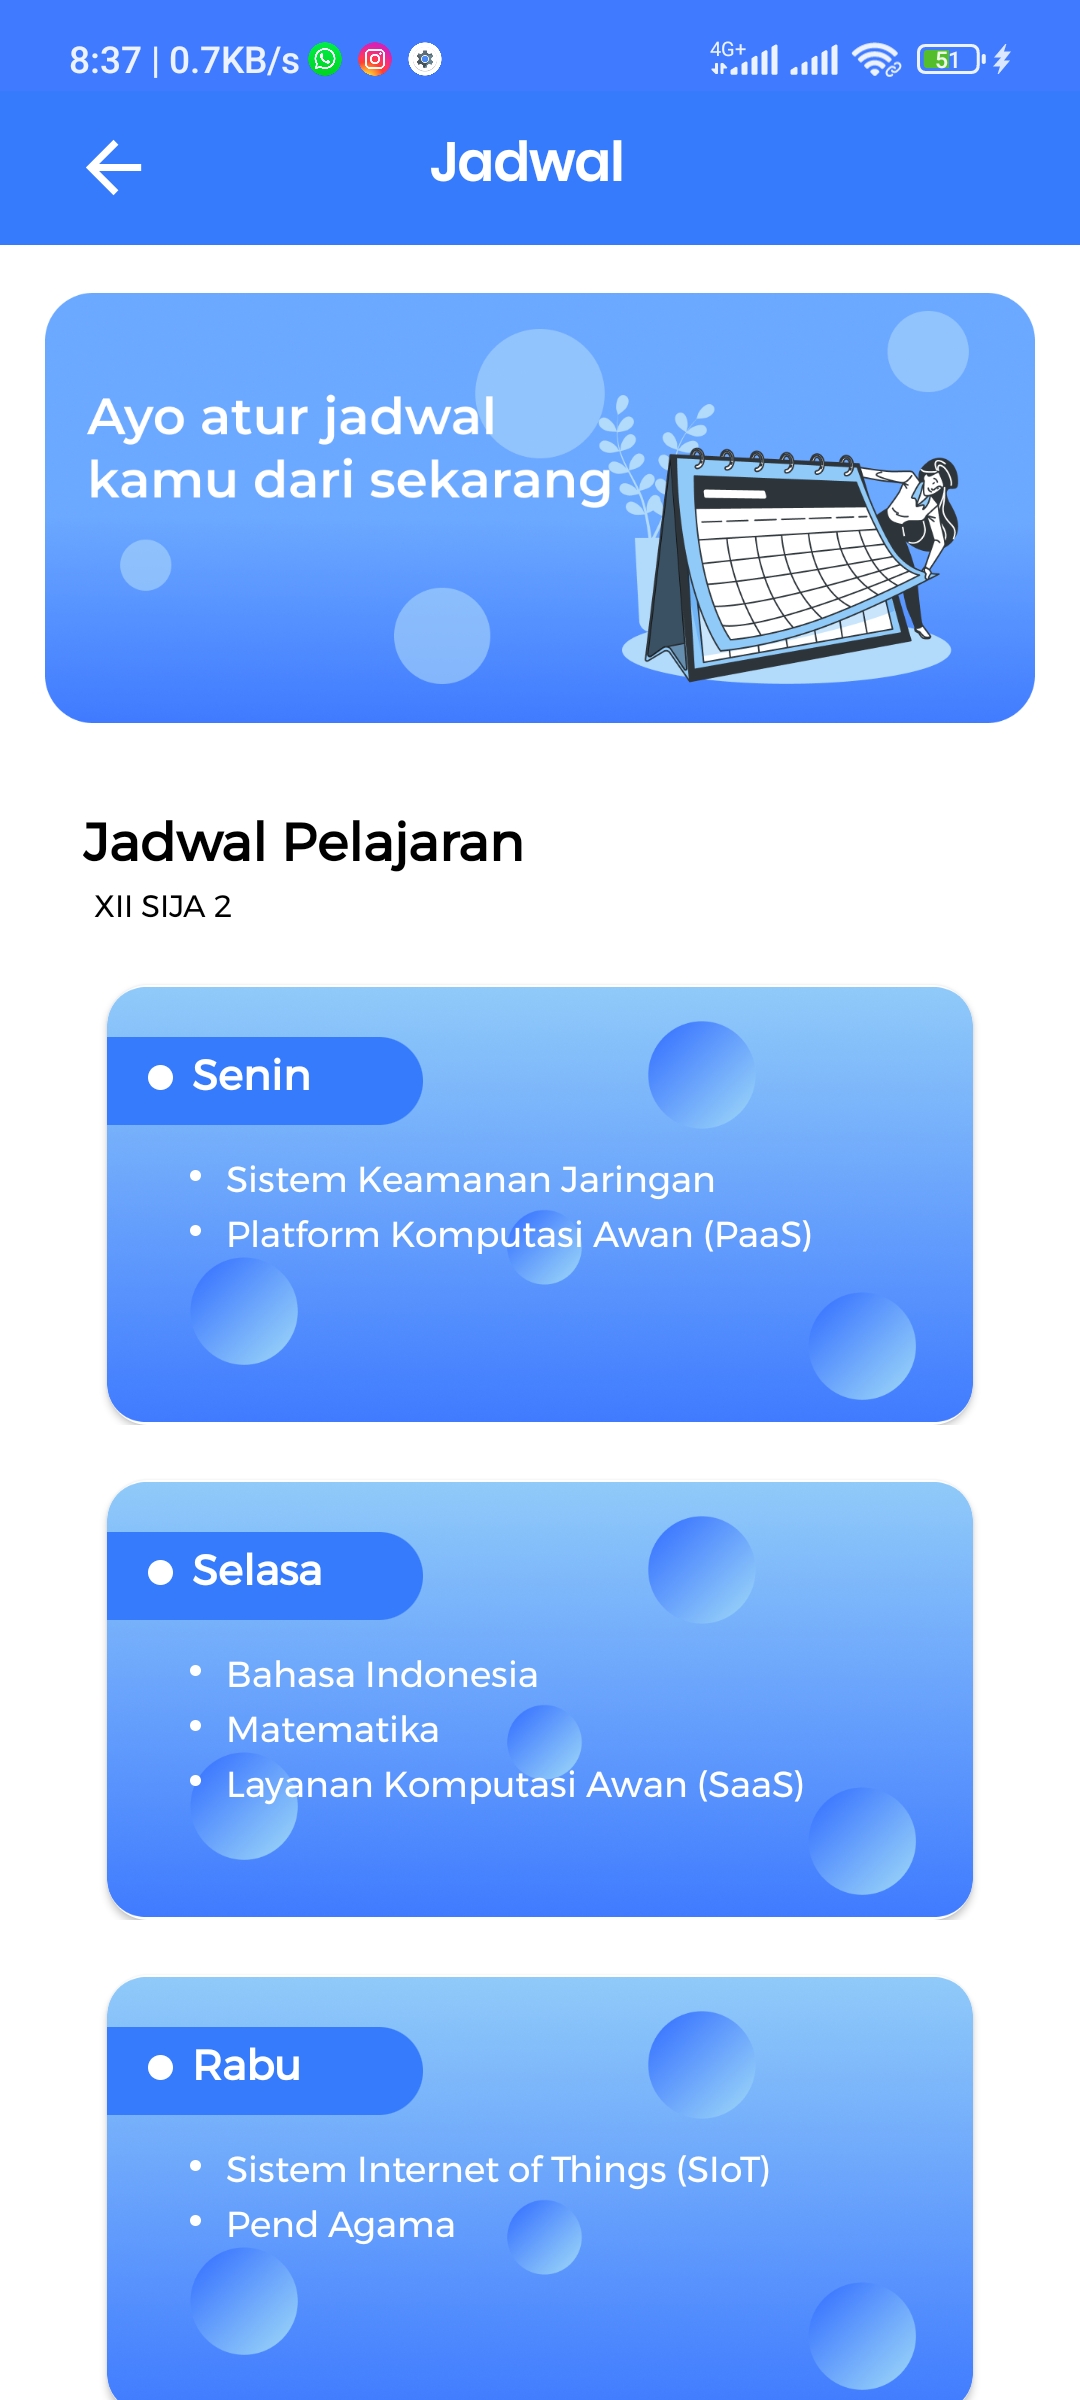 8:37 | 0.7KB/s
4G+
51
Jadwal
Ayo atur jadwal
kamu dari sekarang
Jadwal Pelajaran
XII SIJA 2
Senin
• Sistem Keamanan Jaringan
• Platform Komputasi Awan (PaaS)
Selasa
• Bahasa Indonesia
• Matematika
• Layanan Komputasi Awan (SaaS)
Rabu
• Sistem Internet of Things (SIoT)
• Pend Agama